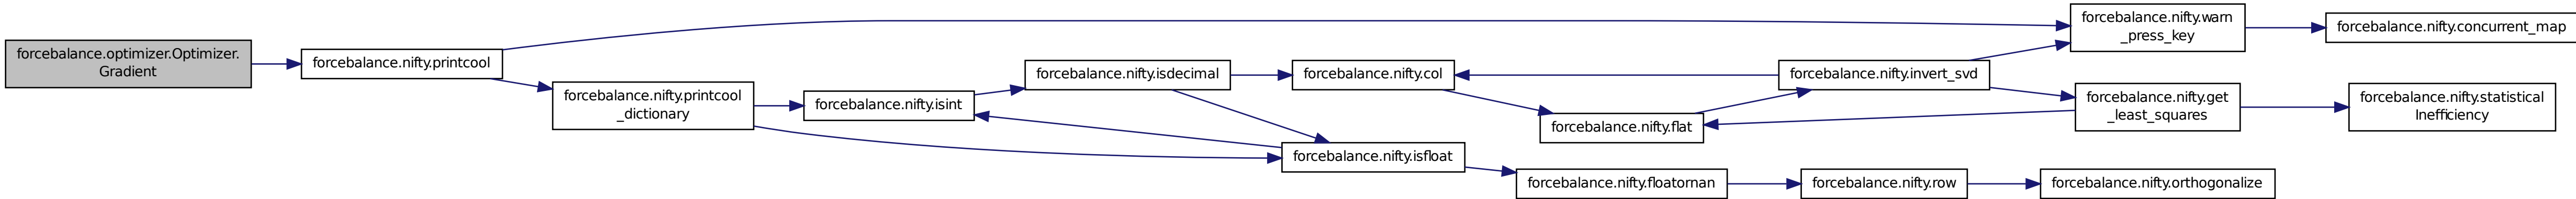 forcebalance.optimizer.Optimizer.
Gradient
forcebalance.nifty.printcool
forcebalance.nifty.printcool
_dictionary
forcebalance.nifty.isint
forcebalance.nifty.isdecimal
forcebalance.nifty.isfloat
forcebalance.nifty.col
forcebalance.nifty.flat
forcebalance.nifty.floatornan
forcebalance.nifty.invert_svd
forcebalance.nifty.row
forcebalance.nifty.warn
_press_key
forcebalance.nifty.get
_least_squares
forcebalance.nifty.orthogonalize
forcebalance.nifty.concurrent_map
forcebalance.nifty.statistical
Inefficiency